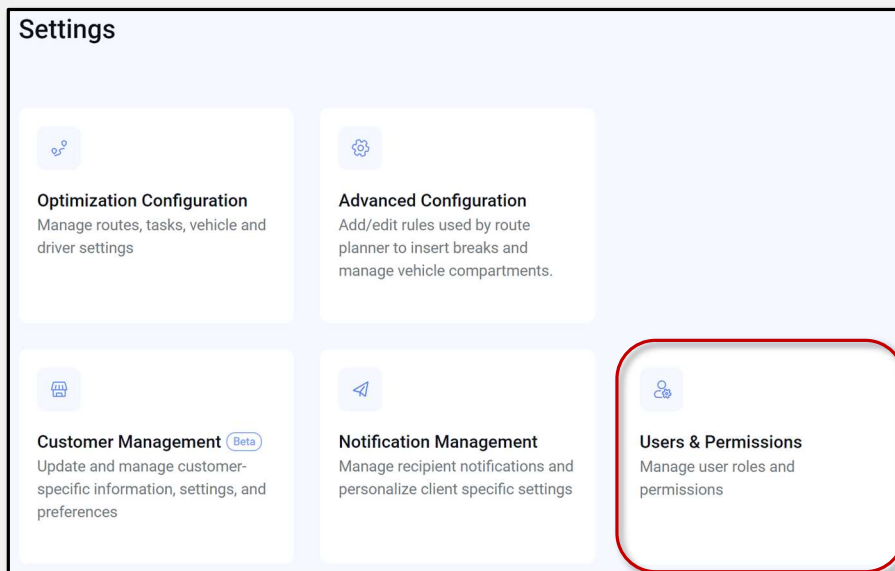 Settings
Optimization Configuration
Manage routes, tasks, vehicle and
driver settings
Advanced Configuration
Add/edit rules used by route
planner to insert breaks and
manage vehicle compartments.
Customer Management Beta
Update and manage customer-
specific information, settings, and
preferences
Notification Management
Manage recipient notifications and
personalize client specific settings
Users & Permissions
Manage user roles and
permissions